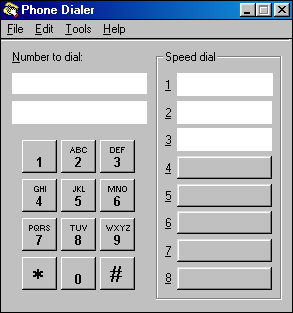 Phone Dialer
File Edit Tools Help
Number to dial:
1
ABC
2
DEF
3
GHI
4
JKL
5
MNO
6
PQRS
7
TUV
8
WXYZ
9
*
0
#
Speed dial
1
2
3
4
5
6
7
8